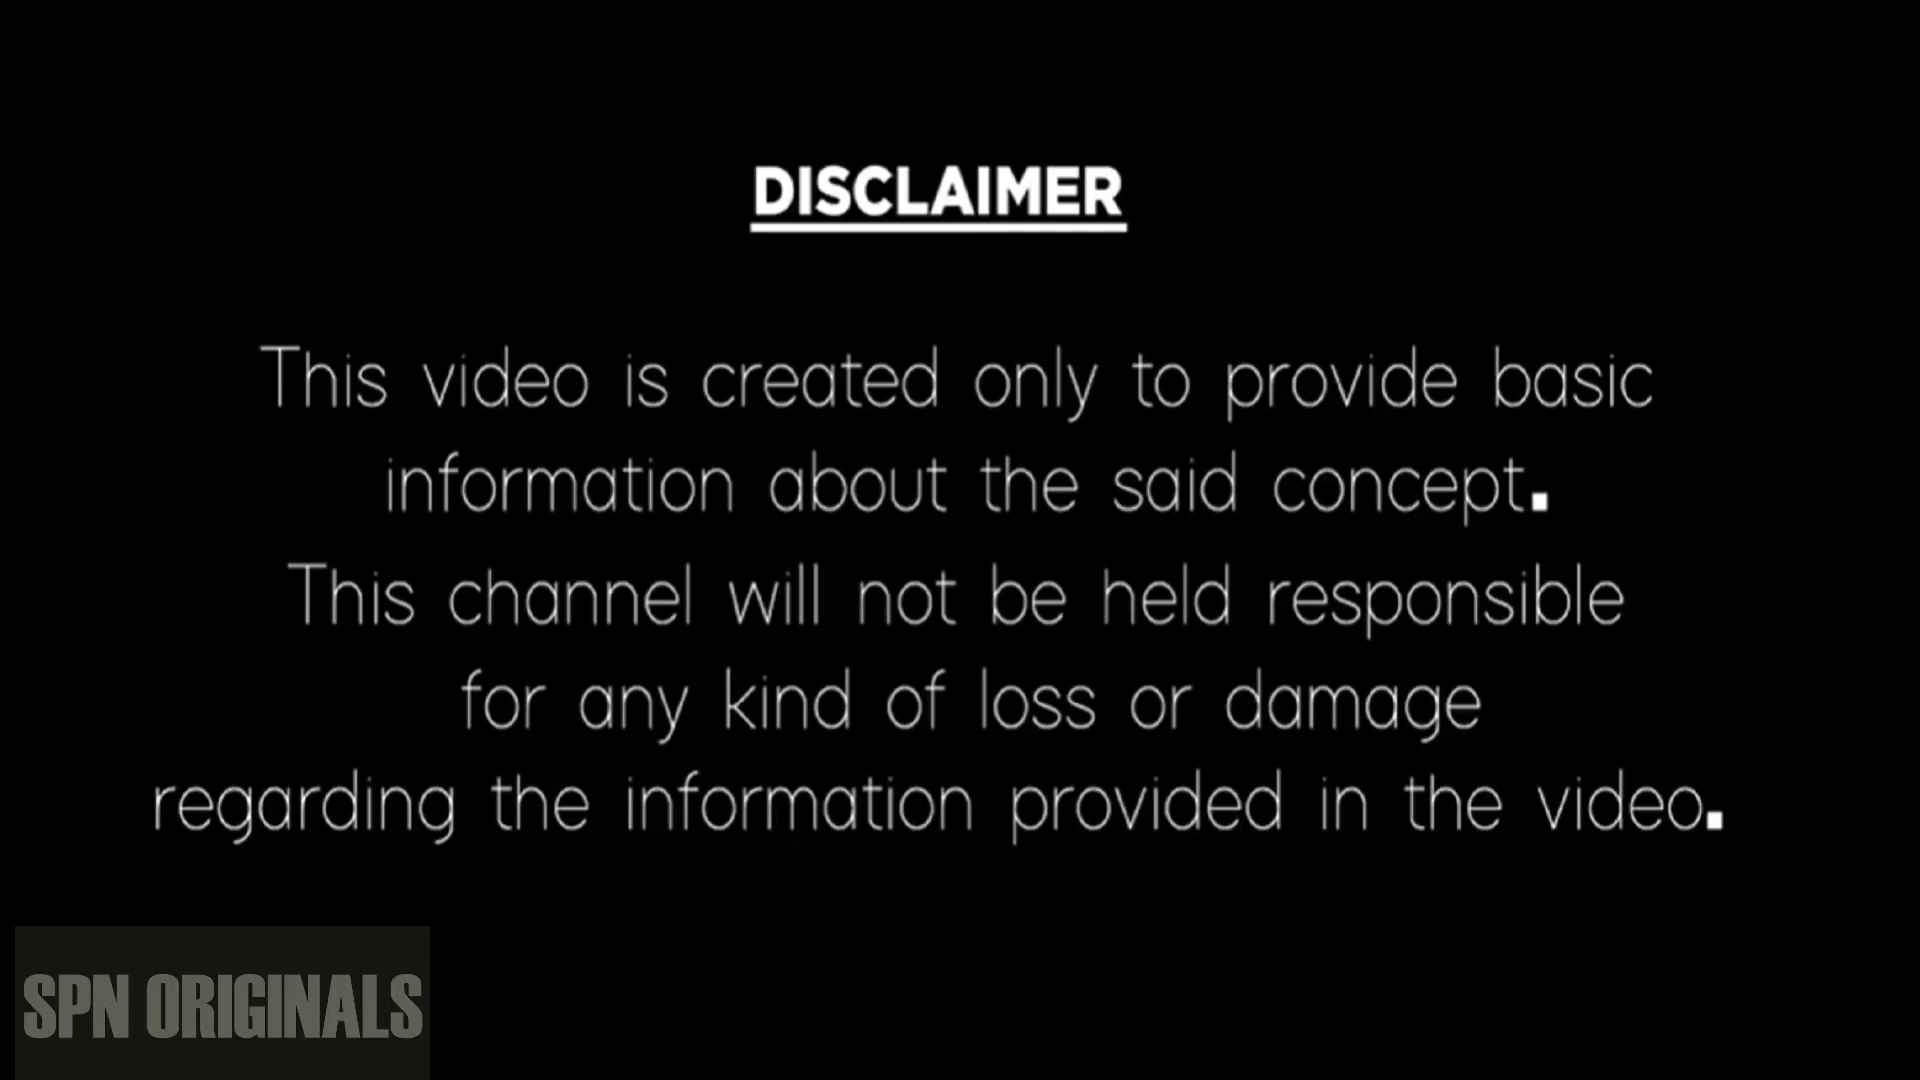 DISCLAIMER
This video is created only to provide basic
information about the said concept.
This channel will not be held responsible
for any kind of loss or damage
regarding the information provided in the video.
SPN ORIGINALS